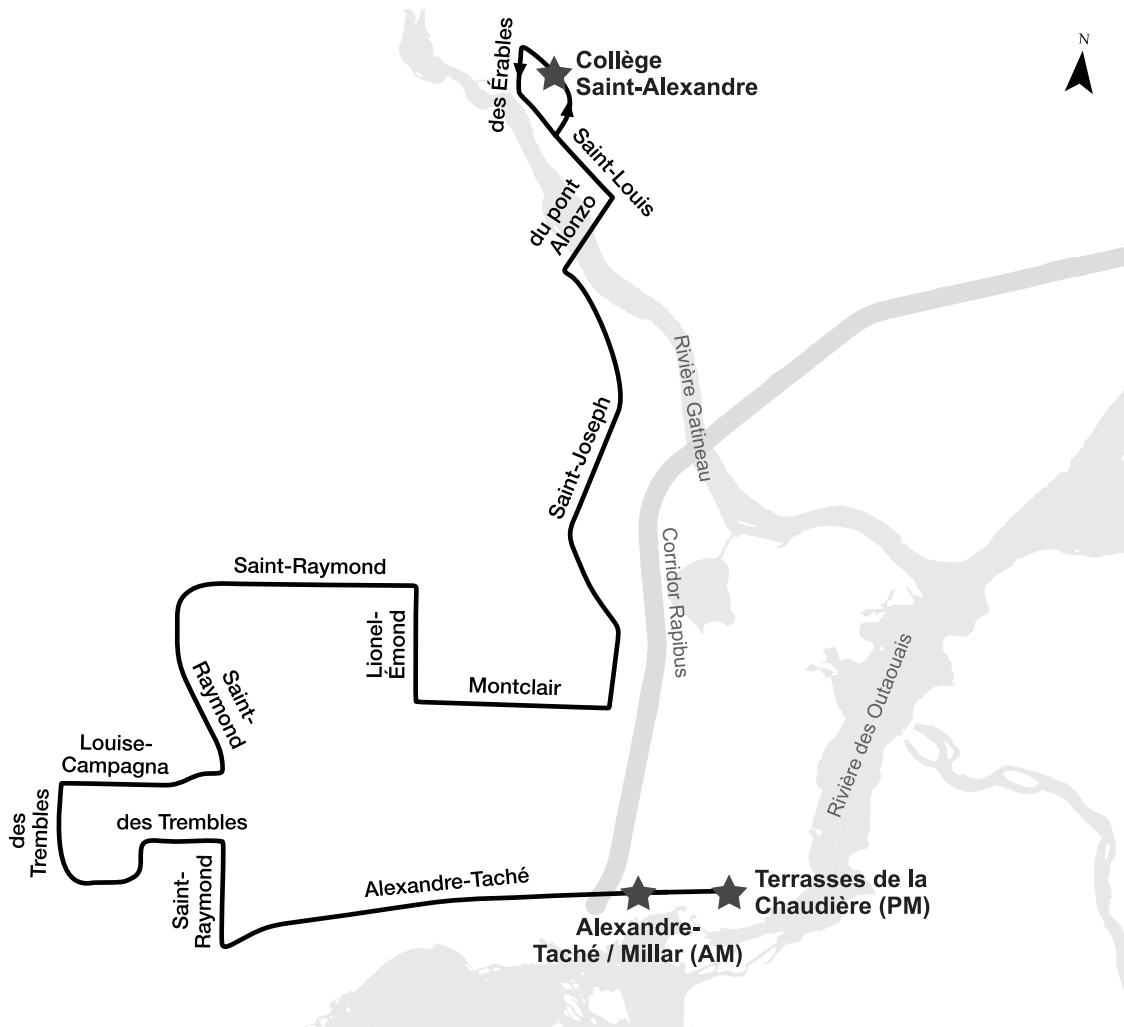 N
Collège
Saint-Alexandre
des Érables
Saint-Louis
du pont
Alonzo
Rivière Gatineau
Saint-Joseph
Corridor Rapibus
Saint-Raymond
Lionel-
Émond
Montclair
Saint-
Raymond
Rivière des Outaouais
Louise-
Campagna
des
Trembles
des Trembles
Saint-
Raymond
Alexandre-Taché
Terrasses de la
Chaudière (PM)
Alexandre-
Taché / Millar (AM)